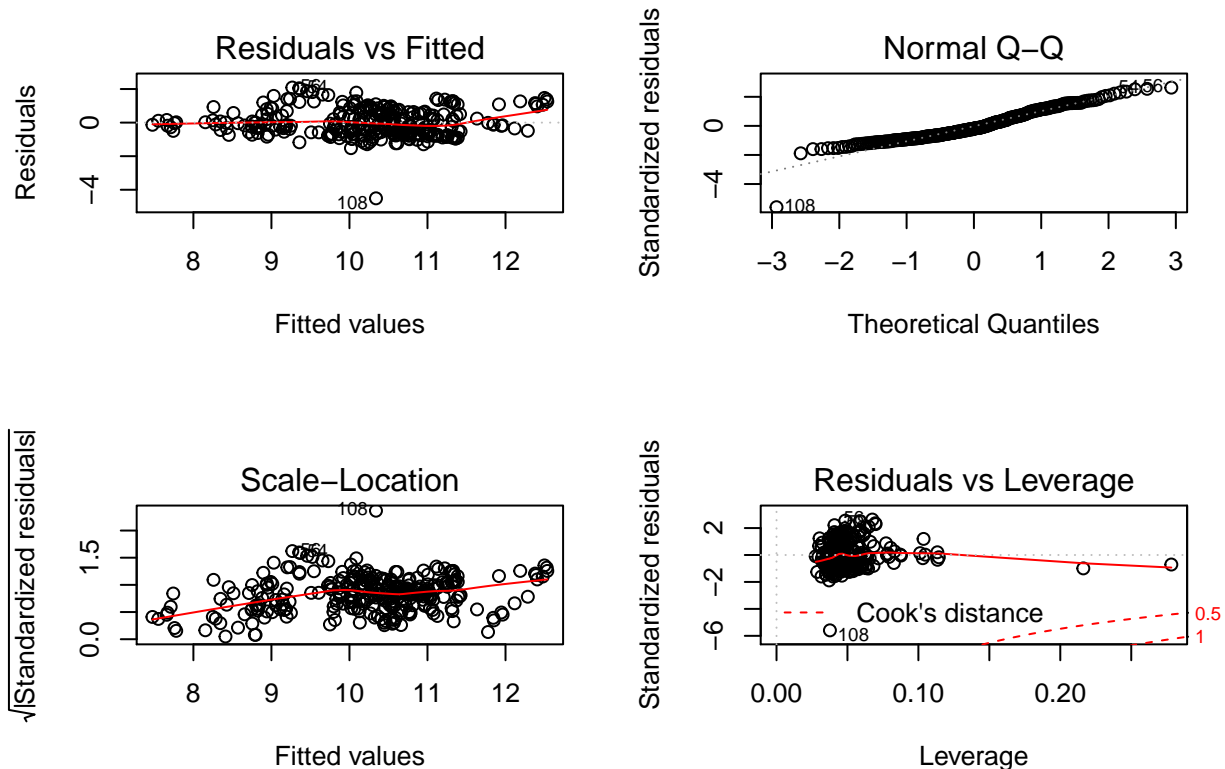 Residuals vs Fitted
Residuals
0
−4
108
8 9 10 11 12
Fitted values
Normal Q−Q
Standardized residuals
0
−4
56
108
−3 −2 −1 0 1 2 3
Theoretical Quantiles
Scale−Location
√|Standardized residuals|
1.5
0.0
108
8 9 10 11 12
Fitted values
Residuals vs Leverage
Standardized residuals
2
−2
−6
Cook's distance
108
0.5
1
0.00 0.10 0.20
Leverage